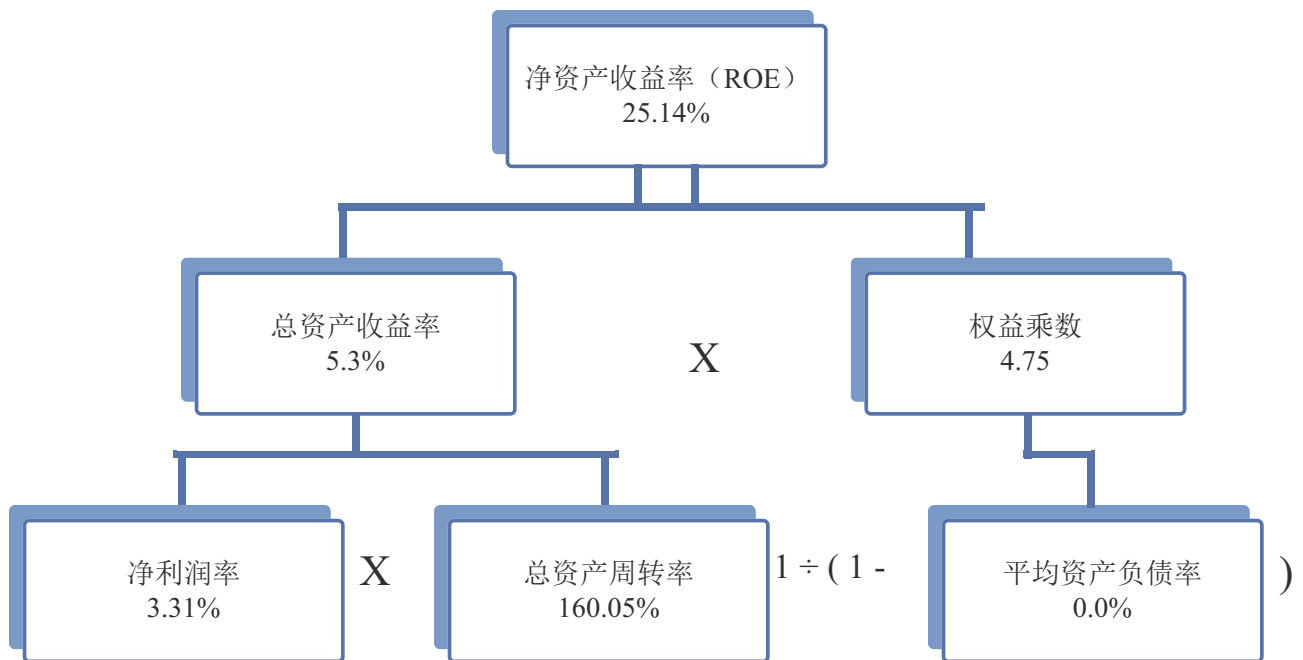 净资产收益率（ROE）
25.14%
总资产收益率
5.3%
X
权益乘数
4.75
净利润率
3.31%
X
总资产周转率
160.05%
1 ÷ ( 1 -
平均资产负债率
0.0%
)